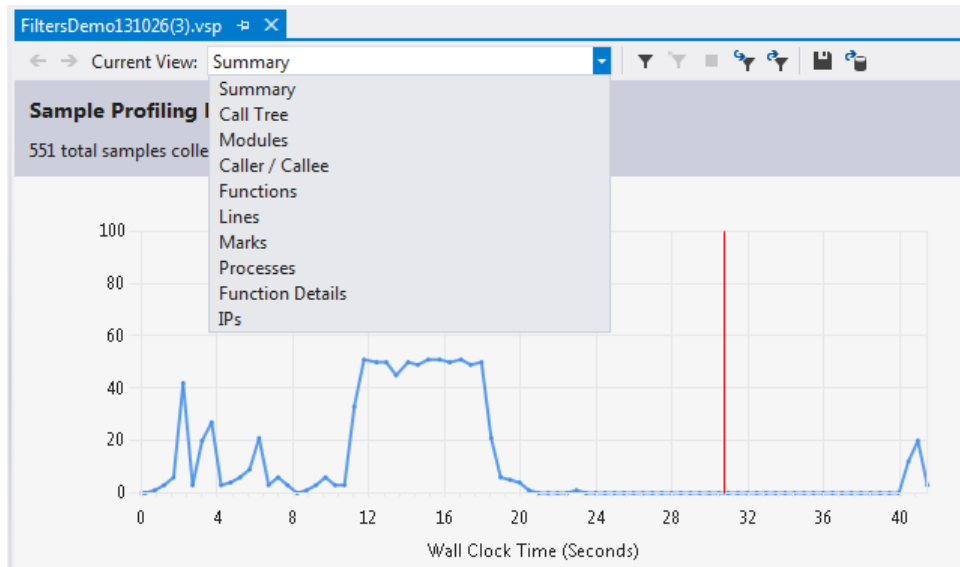 FiltersDemo131026(3).vsp
Current View: Summary
Summary
Call Tree
Modules
Caller / Callee
Functions
Lines
Marks
Processes
Function Details
IPs
Sample Profiling
551 total samples colle
100
80
60
40
20
0
0 4 8 12 16 20 24 28 32 36 40
Wall Clock Time (Seconds)